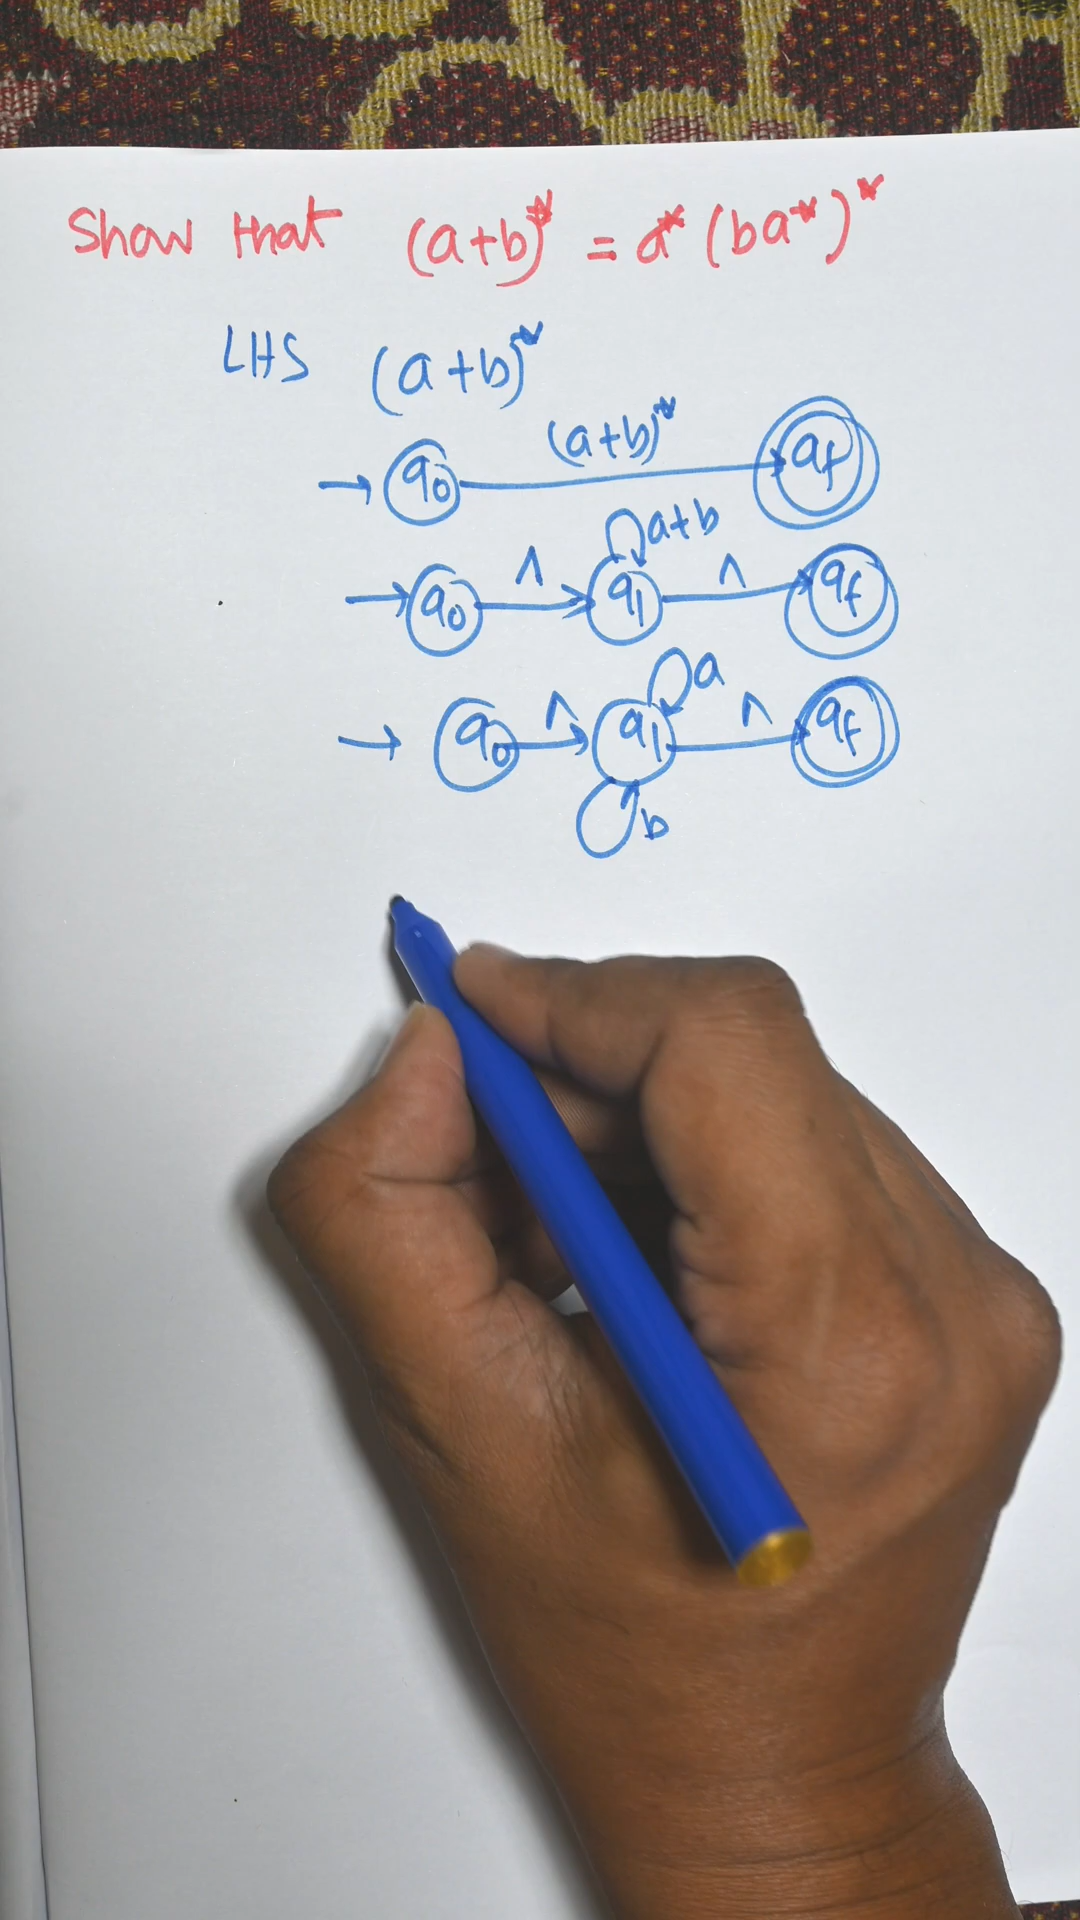 Show that (a+b)* = a* (ba*)*
LHS (a+b)*
→ q0 (a+b)* qf
a+b
→ q0 ^ q1 ^ qf
a
→ q0 ^ q1 ^ qf
b